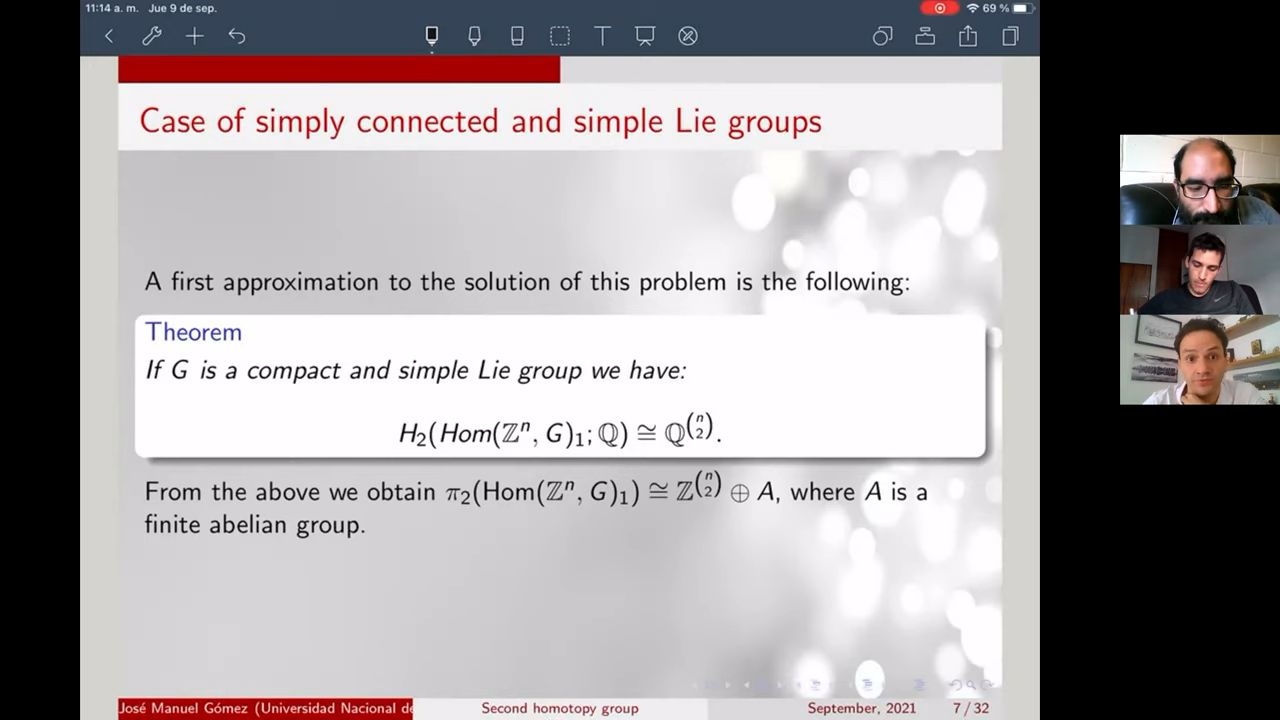 11:14 a. m. Jue 9 de sep.
69 %
Case of simply connected and simple Lie groups
A first approximation to the solution of this problem is the following:
Theorem
If G is a compact and simple Lie group we have:
H₂(Hom(ℤⁿ, G)₁; ℚ) ≅ ℚ^(n 2).
From the above we obtain π₂(Hom(ℤⁿ, G)₁) ≅ ℤ^(n 2) ⊕ A, where A is a
finite abelian group.
José Manuel Gómez (Universidad Nacional de
Second homotopy group
September, 2021
7 / 32